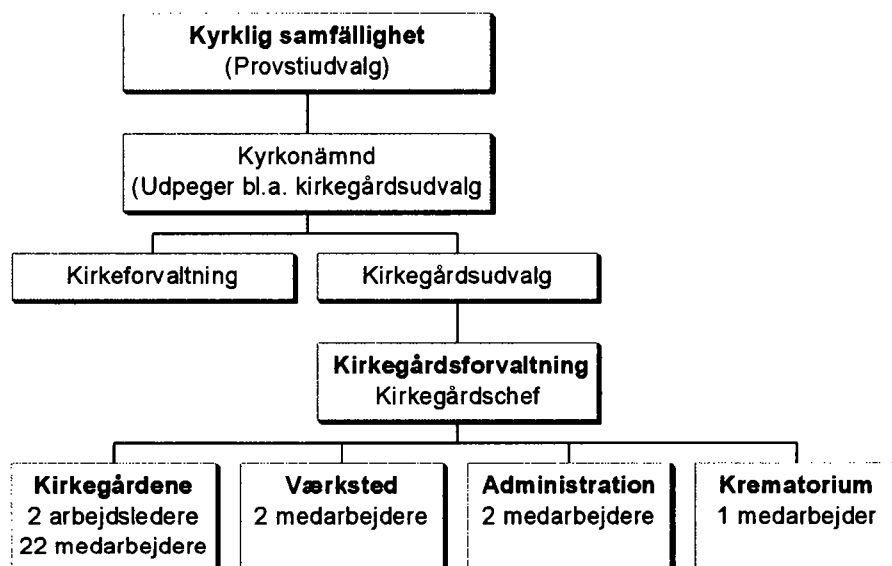 Kyrklig samfällighet
(Provstiudvalg)
Kyrkonämnd
(Udpeger bl.a. kirkegårdsudvalg
Kirkeforvaltning
Kirkegårdsudvalg
Kirkegårdsforvaltning
Kirkegårdschef
Kirkegårdene
2 arbejdsledere
22 medarbejdere
Værksted
2 medarbejdere
Administration
2 medarbejdere
Krematorium
1 medarbejder